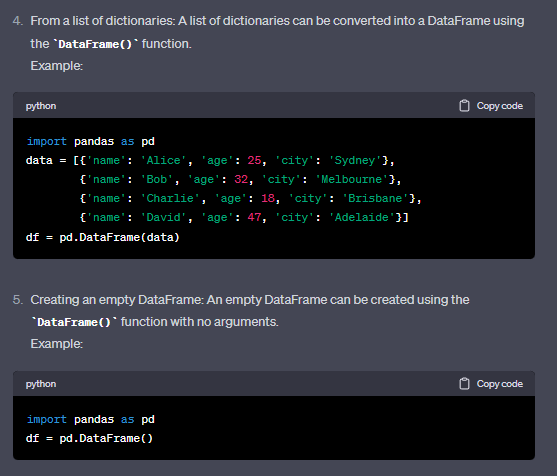 4. From a list of dictionaries: A list of dictionaries can be converted into a DataFrame using
the `DataFrame()` function.
Example:
python
Copy code
import pandas as pd
data = [{'name': 'Alice', 'age': 25, 'city': 'Sydney'},
{'name': 'Bob', 'age': 32, 'city': 'Melbourne'},
{'name': 'Charlie', 'age': 18, 'city': 'Brisbane'},
{'name': 'David', 'age': 47, 'city': 'Adelaide'}]
df = pd.DataFrame(data)
5. Creating an empty DataFrame: An empty DataFrame can be created using the
`DataFrame()` function with no arguments.
Example:
python
Copy code
import pandas as pd
df = pd.DataFrame()